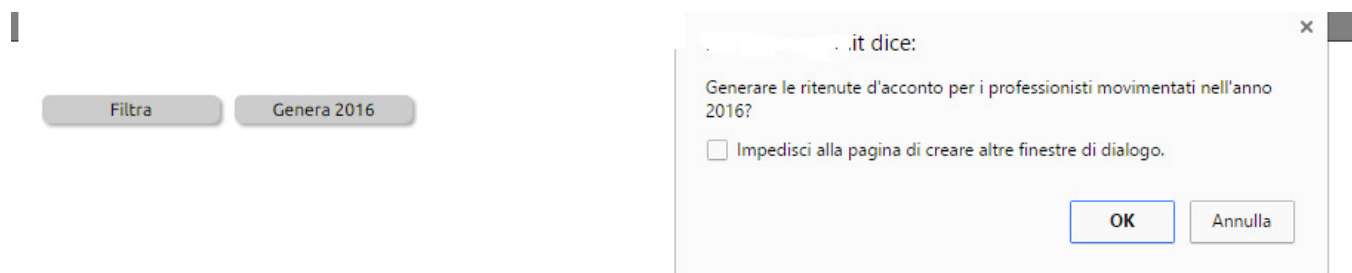 .it dice:
Generare le ritenute d'acconto per i professionisti movimentati nell'anno
2016?
Impedisci alla pagina di creare altre finestre di dialogo.
Filtra
Genera 2016
OK
Annulla